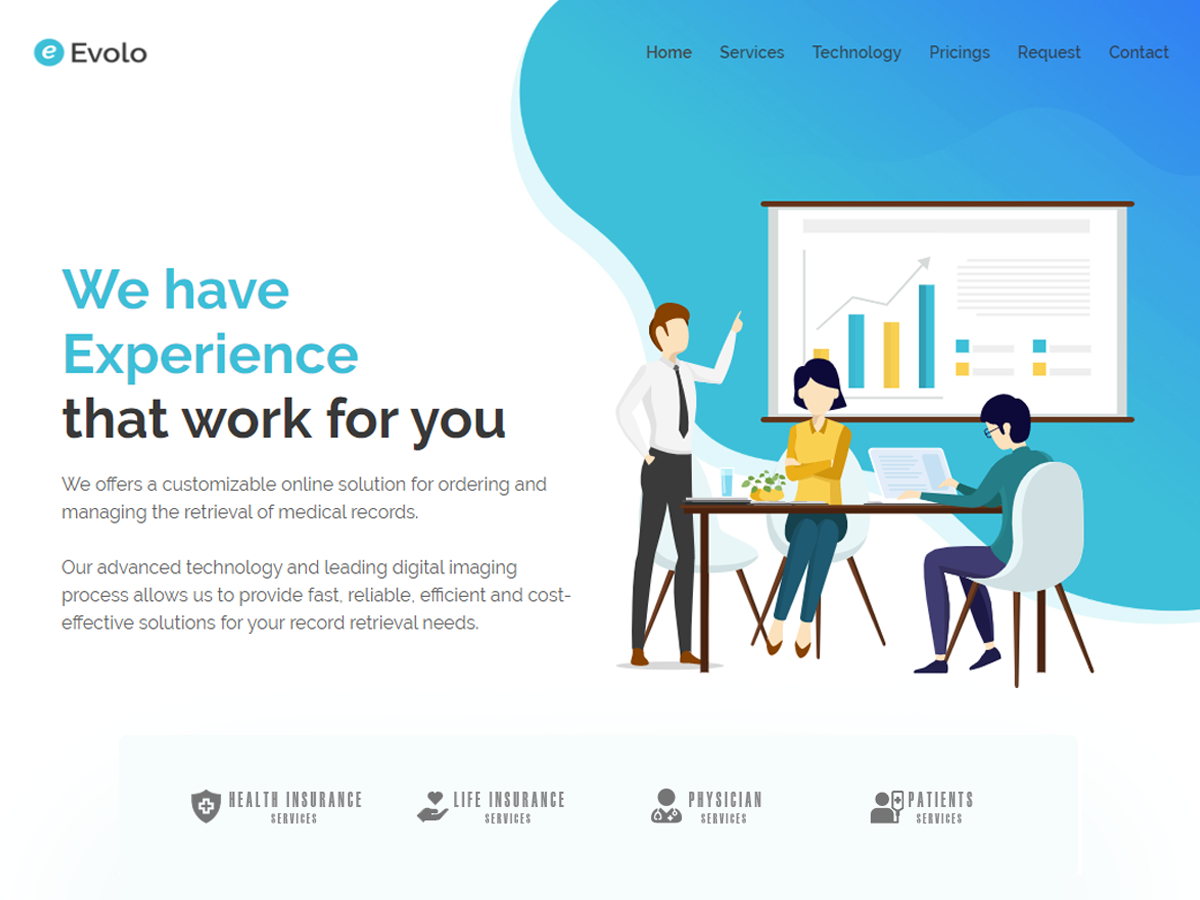 Evolo
Home Services Technology Pricings Request Contact
We have
Experience
that work for you
We offers a customizable online solution for ordering and
managing the retrieval of medical records.
Our advanced technology and leading digital imaging
process allows us to provide fast, reliable, efficient and cost-
effective solutions for your record retrieval needs.
HEALTH INSURANCE
SERVICES
LIFE INSURANCE
SERVICES
PHYSICIAN
SERVICES
PATIENTS
SERVICES